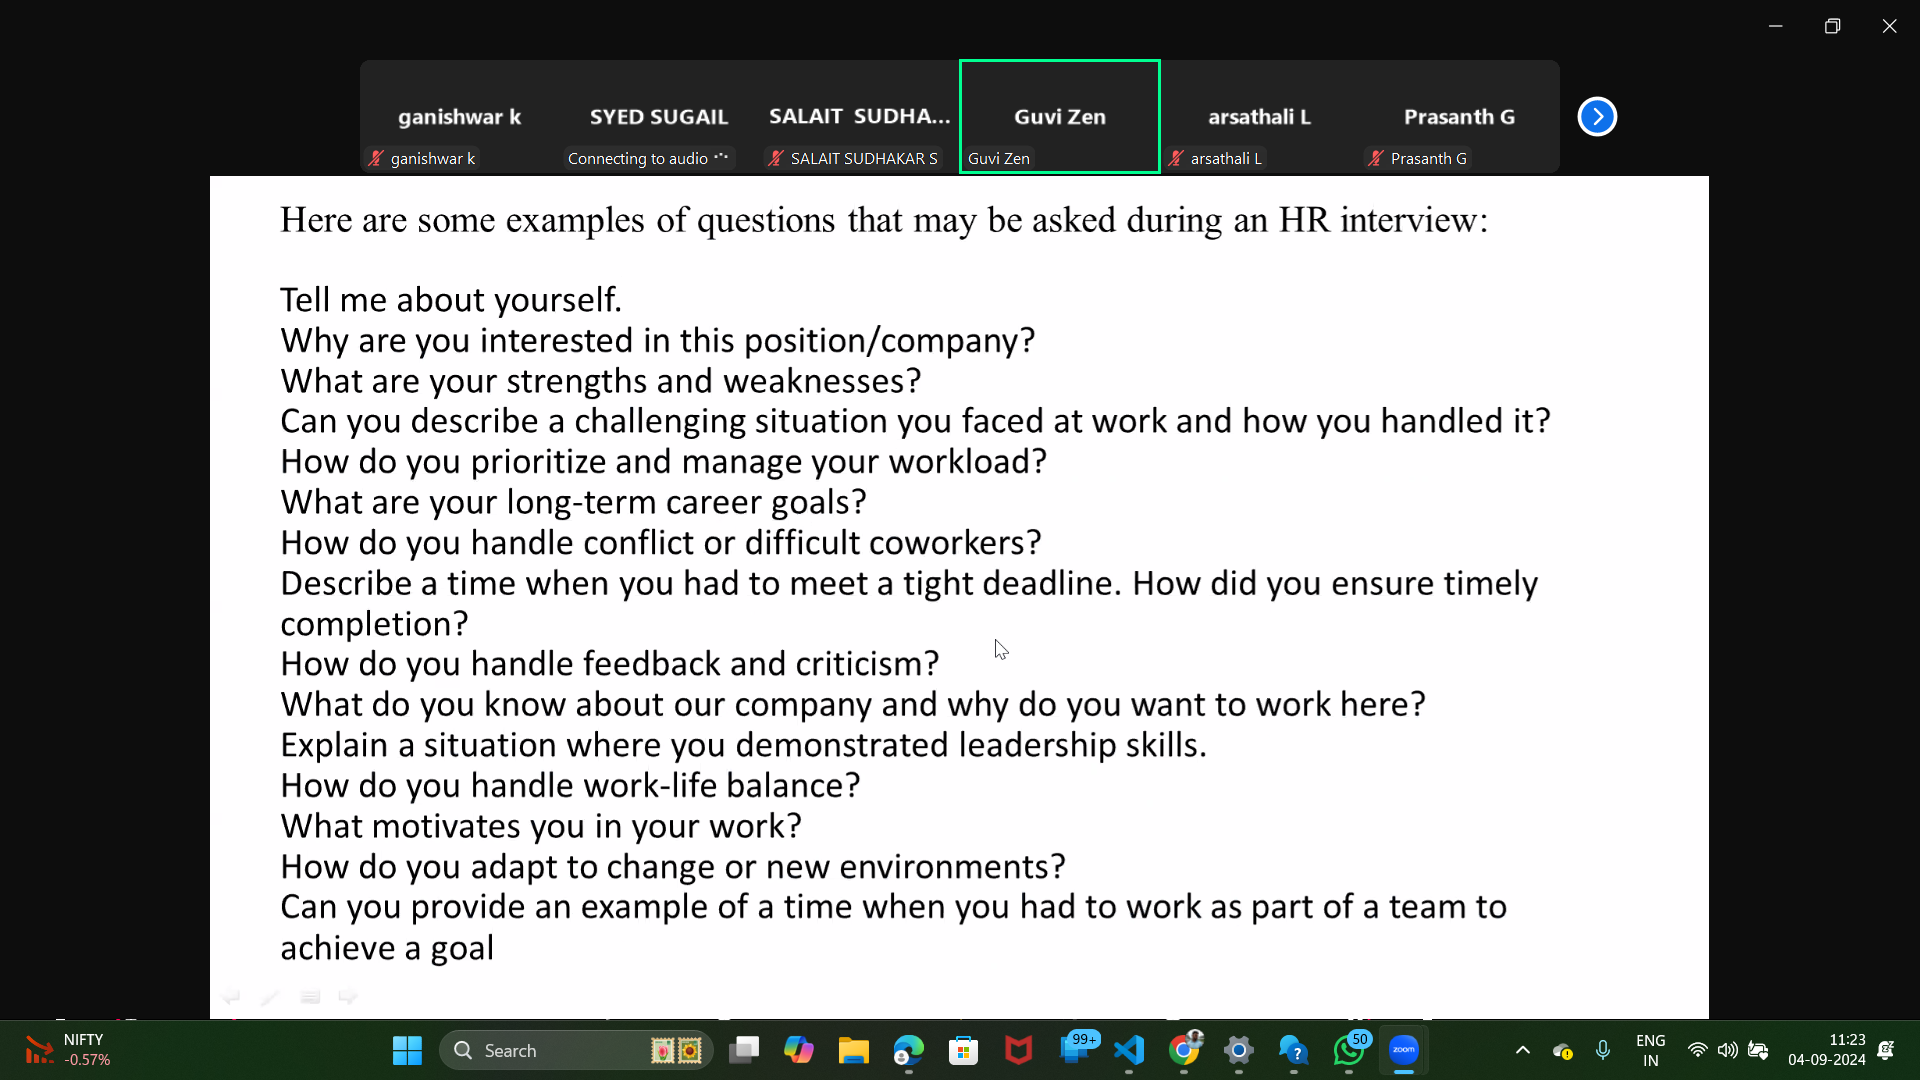 ganishwar k
SYED SUGAIL
SALAIT SUDHA...
Guvi Zen
arsathali L
Prasanth G
ganishwar k
Connecting to audio
SALAIT SUDHAKAR S
Guvi Zen
arsathali L
Prasanth G
Here are some examples of questions that may be asked during an HR interview:
Tell me about yourself.
Why are you interested in this position/company?
What are your strengths and weaknesses?
Can you describe a challenging situation you faced at work and how you handled it?
How do you prioritize and manage your workload?
What are your long-term career goals?
How do you handle conflict or difficult coworkers?
Describe a time when you had to meet a tight deadline. How did you ensure timely
completion?
How do you handle feedback and criticism?
What do you know about our company and why do you want to work here?
Explain a situation where you demonstrated leadership skills.
How do you handle work-life balance?
What motivates you in your work?
How do you adapt to change or new environments?
Can you provide an example of a time when you had to work as part of a team to
achieve a goal
NIFTY
-0.57%
Search
99+
50
zoom
ENG
IN
11:23
04-09-2024